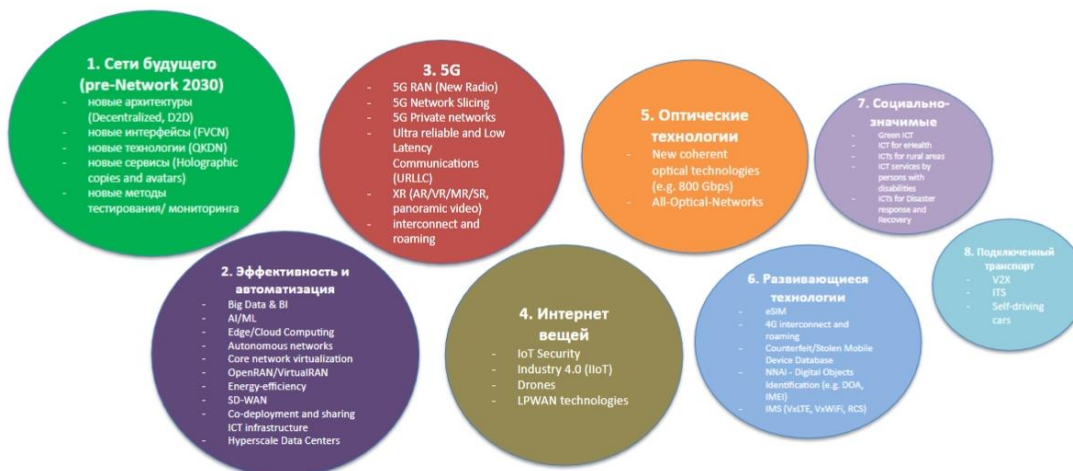 1. Сети будущего
(pre-Network 2030)
- новые архитектуры
(Decentralized, D2D)
- новые интерфейсы (FVCN)
- новые технологии (QKDN)
- новые сервисы (Holographic
copies and avatars)
- новые методы
тестирования/ мониторинга
2. Эффективность и
автоматизация
- Big Data & BI
- AI/ML
- Edge/Cloud Computing
- Autonomous networks
- Core network virtualization
- OpenRAN/VirtualRAN
- Energy-efficiency
- SD-WAN
- Co-deployment and sharing
ICT infrastructure
- Hyperscale Data Centers
3. 5G
- 5G RAN (New Radio)
- 5G Network Slicing
- 5G Private networks
- Ultra reliable and Low
Latency
Communications
(URLLC)
- XR (AR/VR/MR/SR,
panoramic video)
- interconnect and
roaming
4. Интернет
вещей
- IoT Security
- Industry 4.0 (IIoT)
- Drones
- LPWAN technologies
5. Оптические
технологии
- New coherent
optical technologies
(e.g. 800 Gbps)
- All-Optical-Networks
6. Развивающиеся
технологии
- eSIM
- 4G interconnect and
roaming
- Counterfeit/Stolen Mobile
Device Database
- NNAI - Digital Objects
Identification (e.g. DOA,
IMEI)
- IMS (VxLTE, VxWiFi, RCS)
7. Социально-
значимые
- Green ICT
- ICT for eHealth
- ICTs for rural areas
- ICT services by
persons with
disabilities
- ICTs for Disaster
response and
Recovery
8. Подключенный
транспорт
- V2X
- ITS
- Self-driving
cars